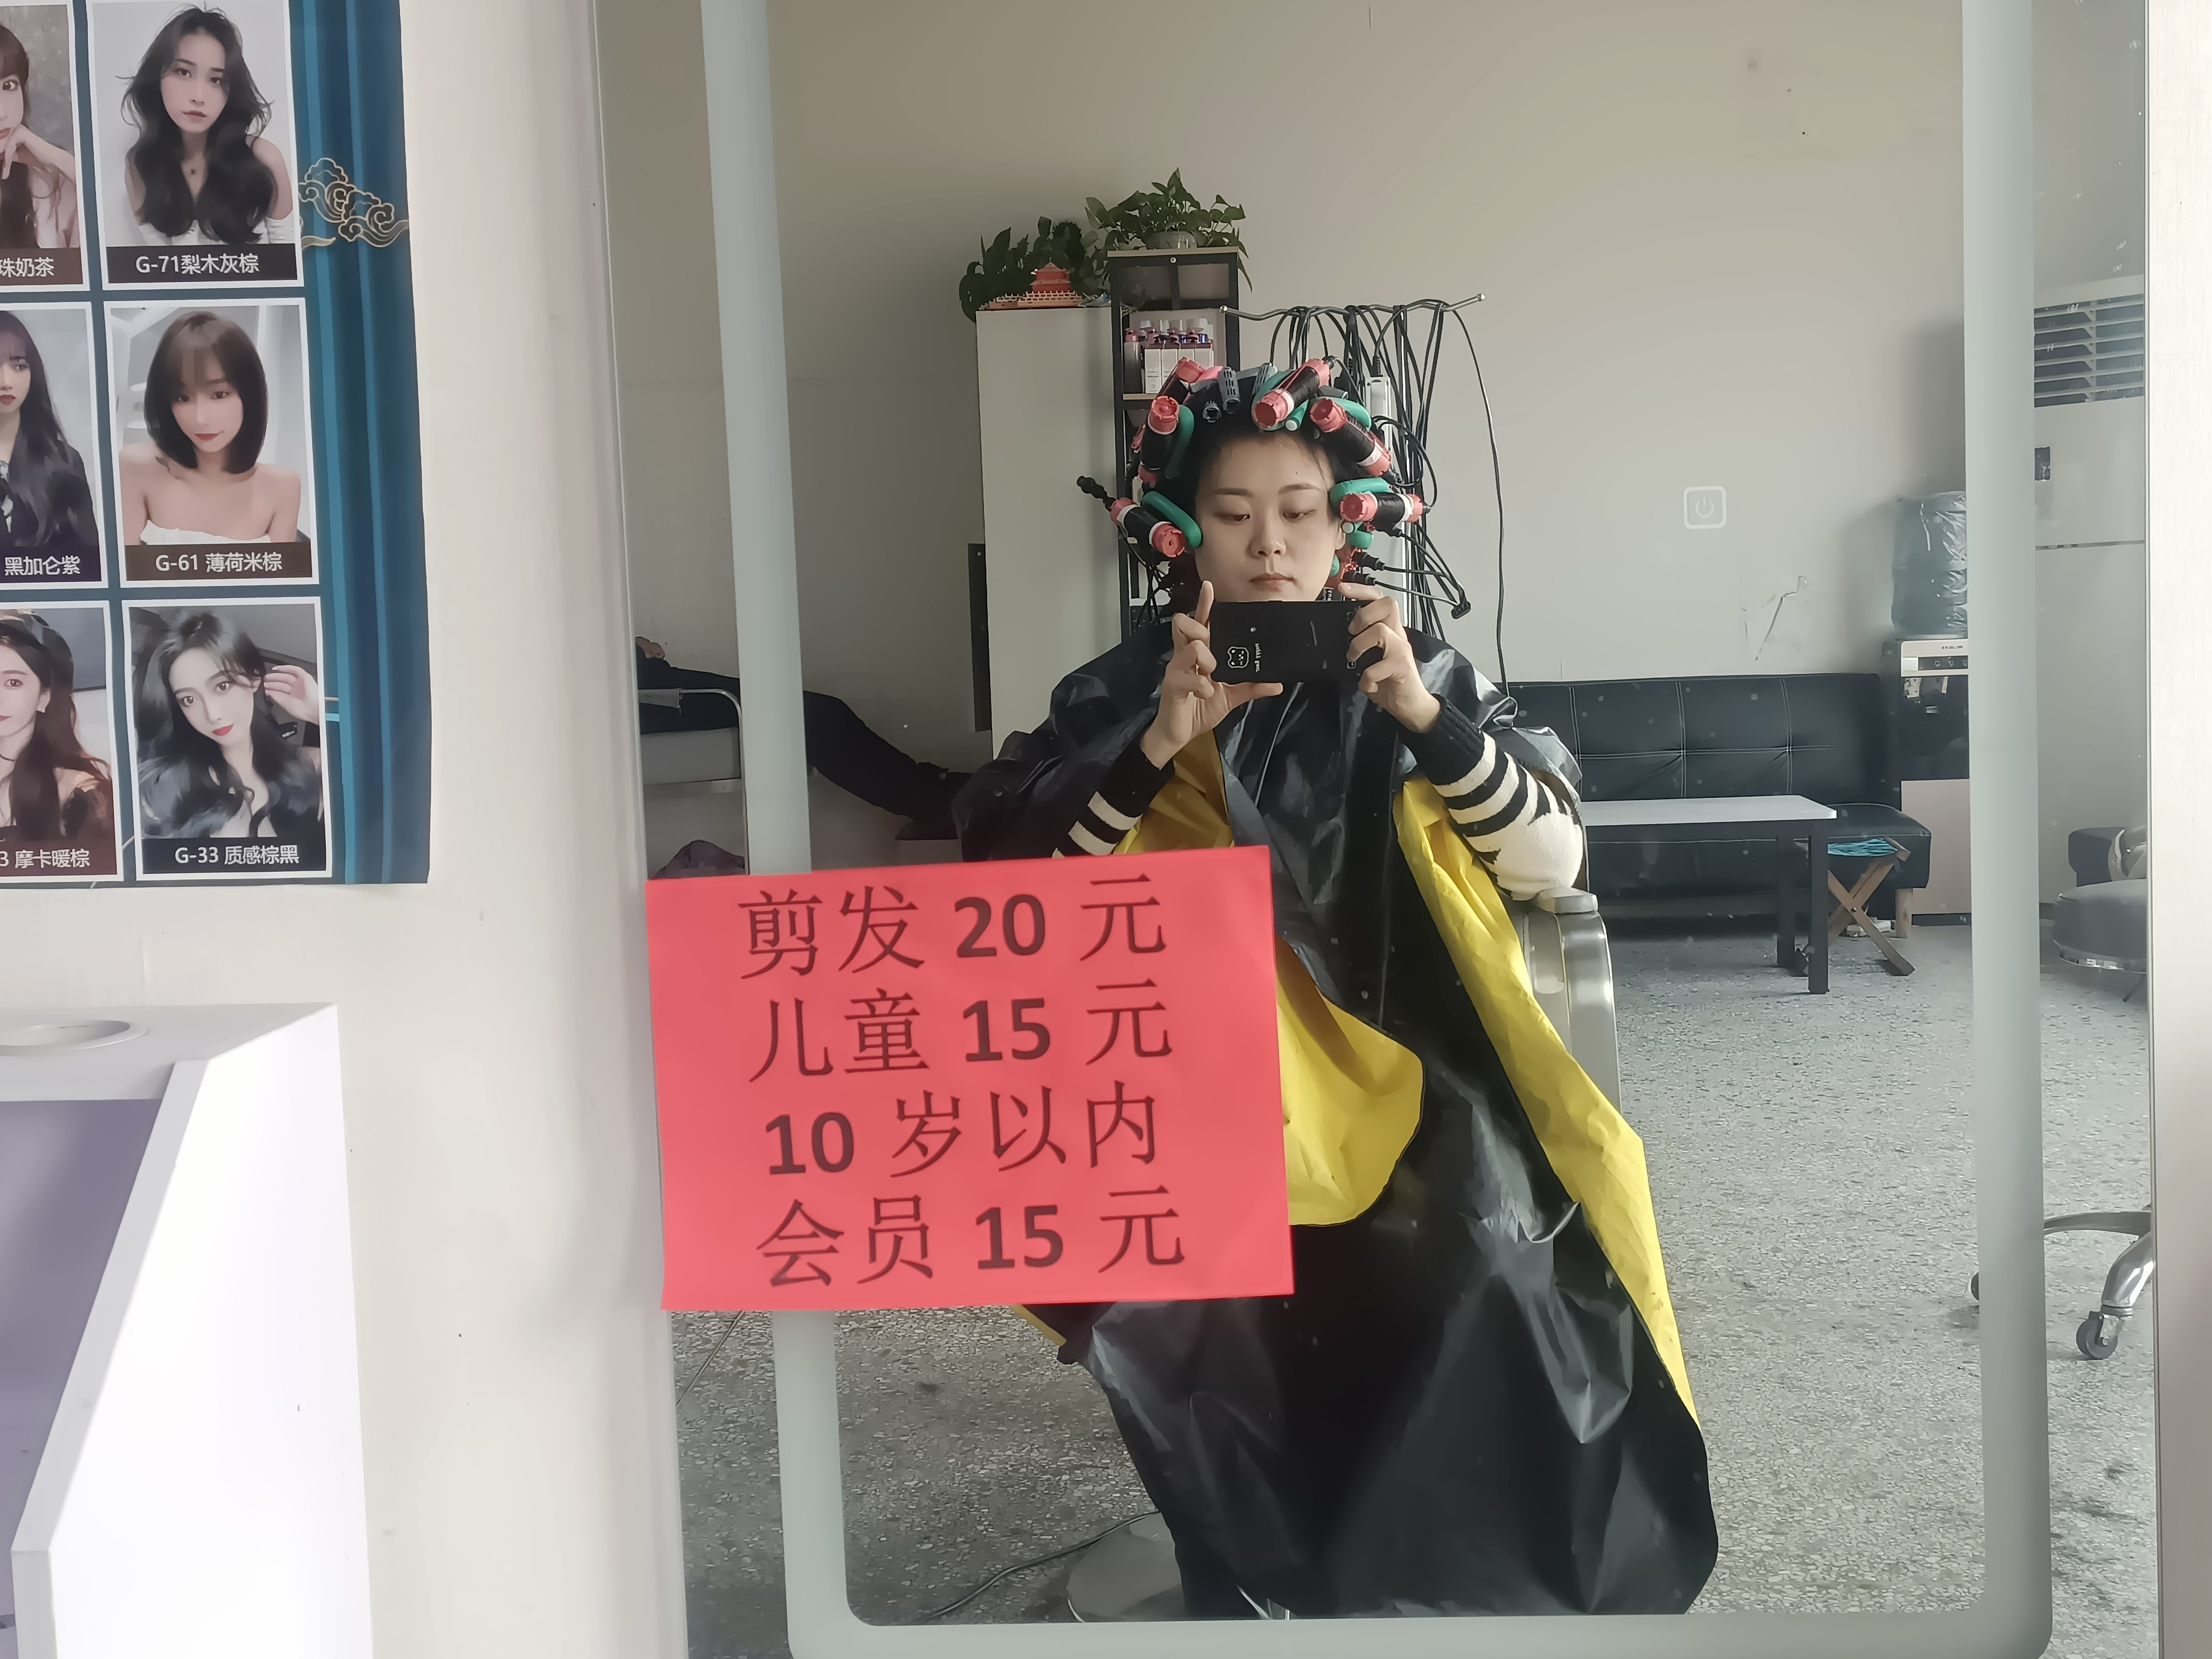 珠奶茶
G-71梨木灰棕
黑加仑紫
G-61 薄荷米棕
3 摩卡暖棕
G-33 质感棕黑
剪发 20 元
儿童 15 元
10 岁以内
会员 15 元